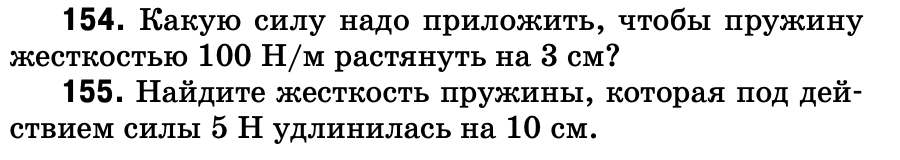 154. Какую силу надо приложить, чтобы пружину
жесткостью 100 Н/м растянуть на 3 см?
155. Найдите жесткость пружины, которая под дей-
ствием силы 5 Н удлинилась на 10 см.